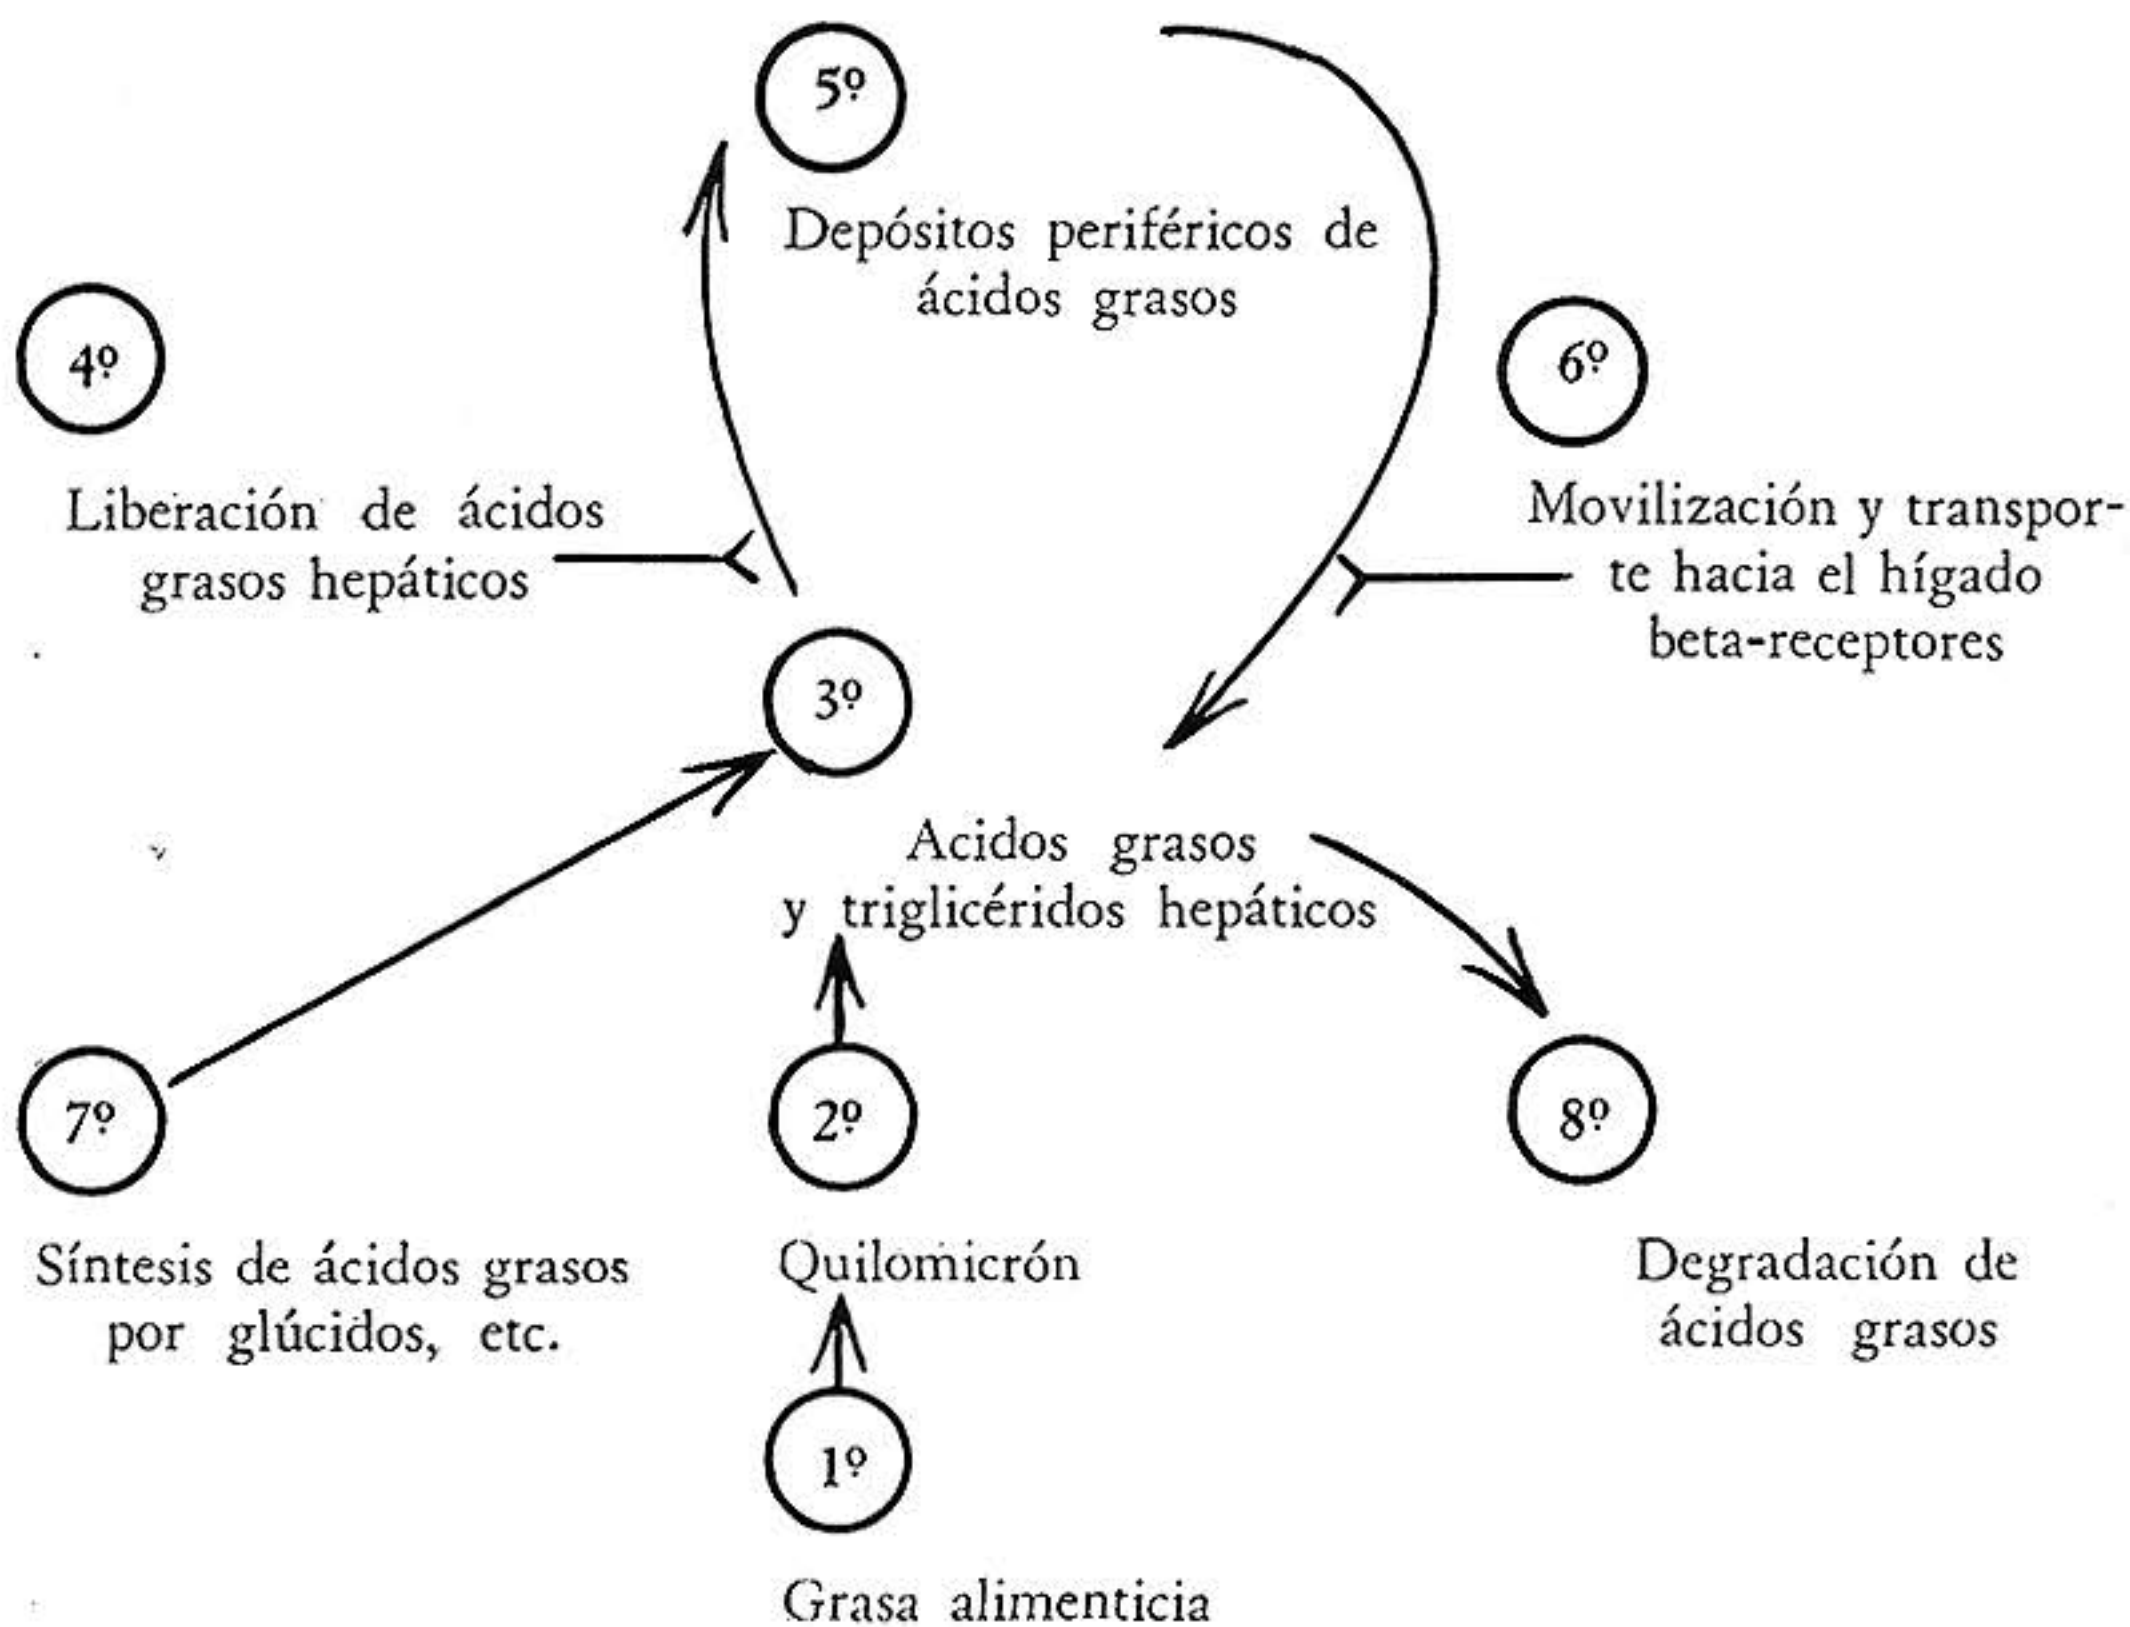 5º
Depósitos periféricos de
ácidos grasos
4º
Liberación de ácidos
grasos hepáticos
6º
Movilización y transpor-
te hacia el hígado
beta-receptores
3º
Acidos grasos
y triglicéridos hepáticos
7º
Síntesis de ácidos grasos
por glúcidos, etc.
2º
Quilomicrón
8º
Degradación de
ácidos grasos
1º
Grasa alimenticia